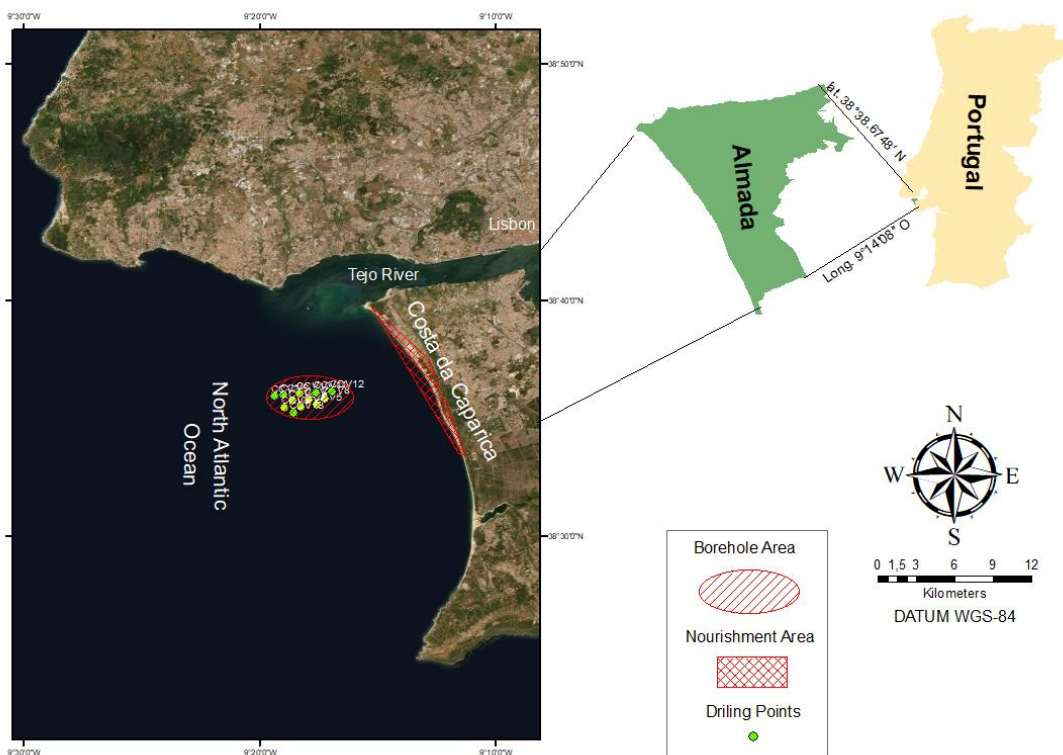 9°30'0"W
9°20'0"W
9°10'0"W
38°50'0"N
Lisbon
Tejo River
38°40'0"N
Costa da Caparica
North Atlantic
Ocean
38°30'0"N
9°30'0"W
9°20'0"W
9°10'0"W
Almada
Lat. 38°38.6748' N
Long. 9°14'08" O
Portugal
N
W
E
S
0 1,5 3 6 9 12
Kilometers
DATUM WGS-84
Borehole Area
Nourishment Area
Driling Points